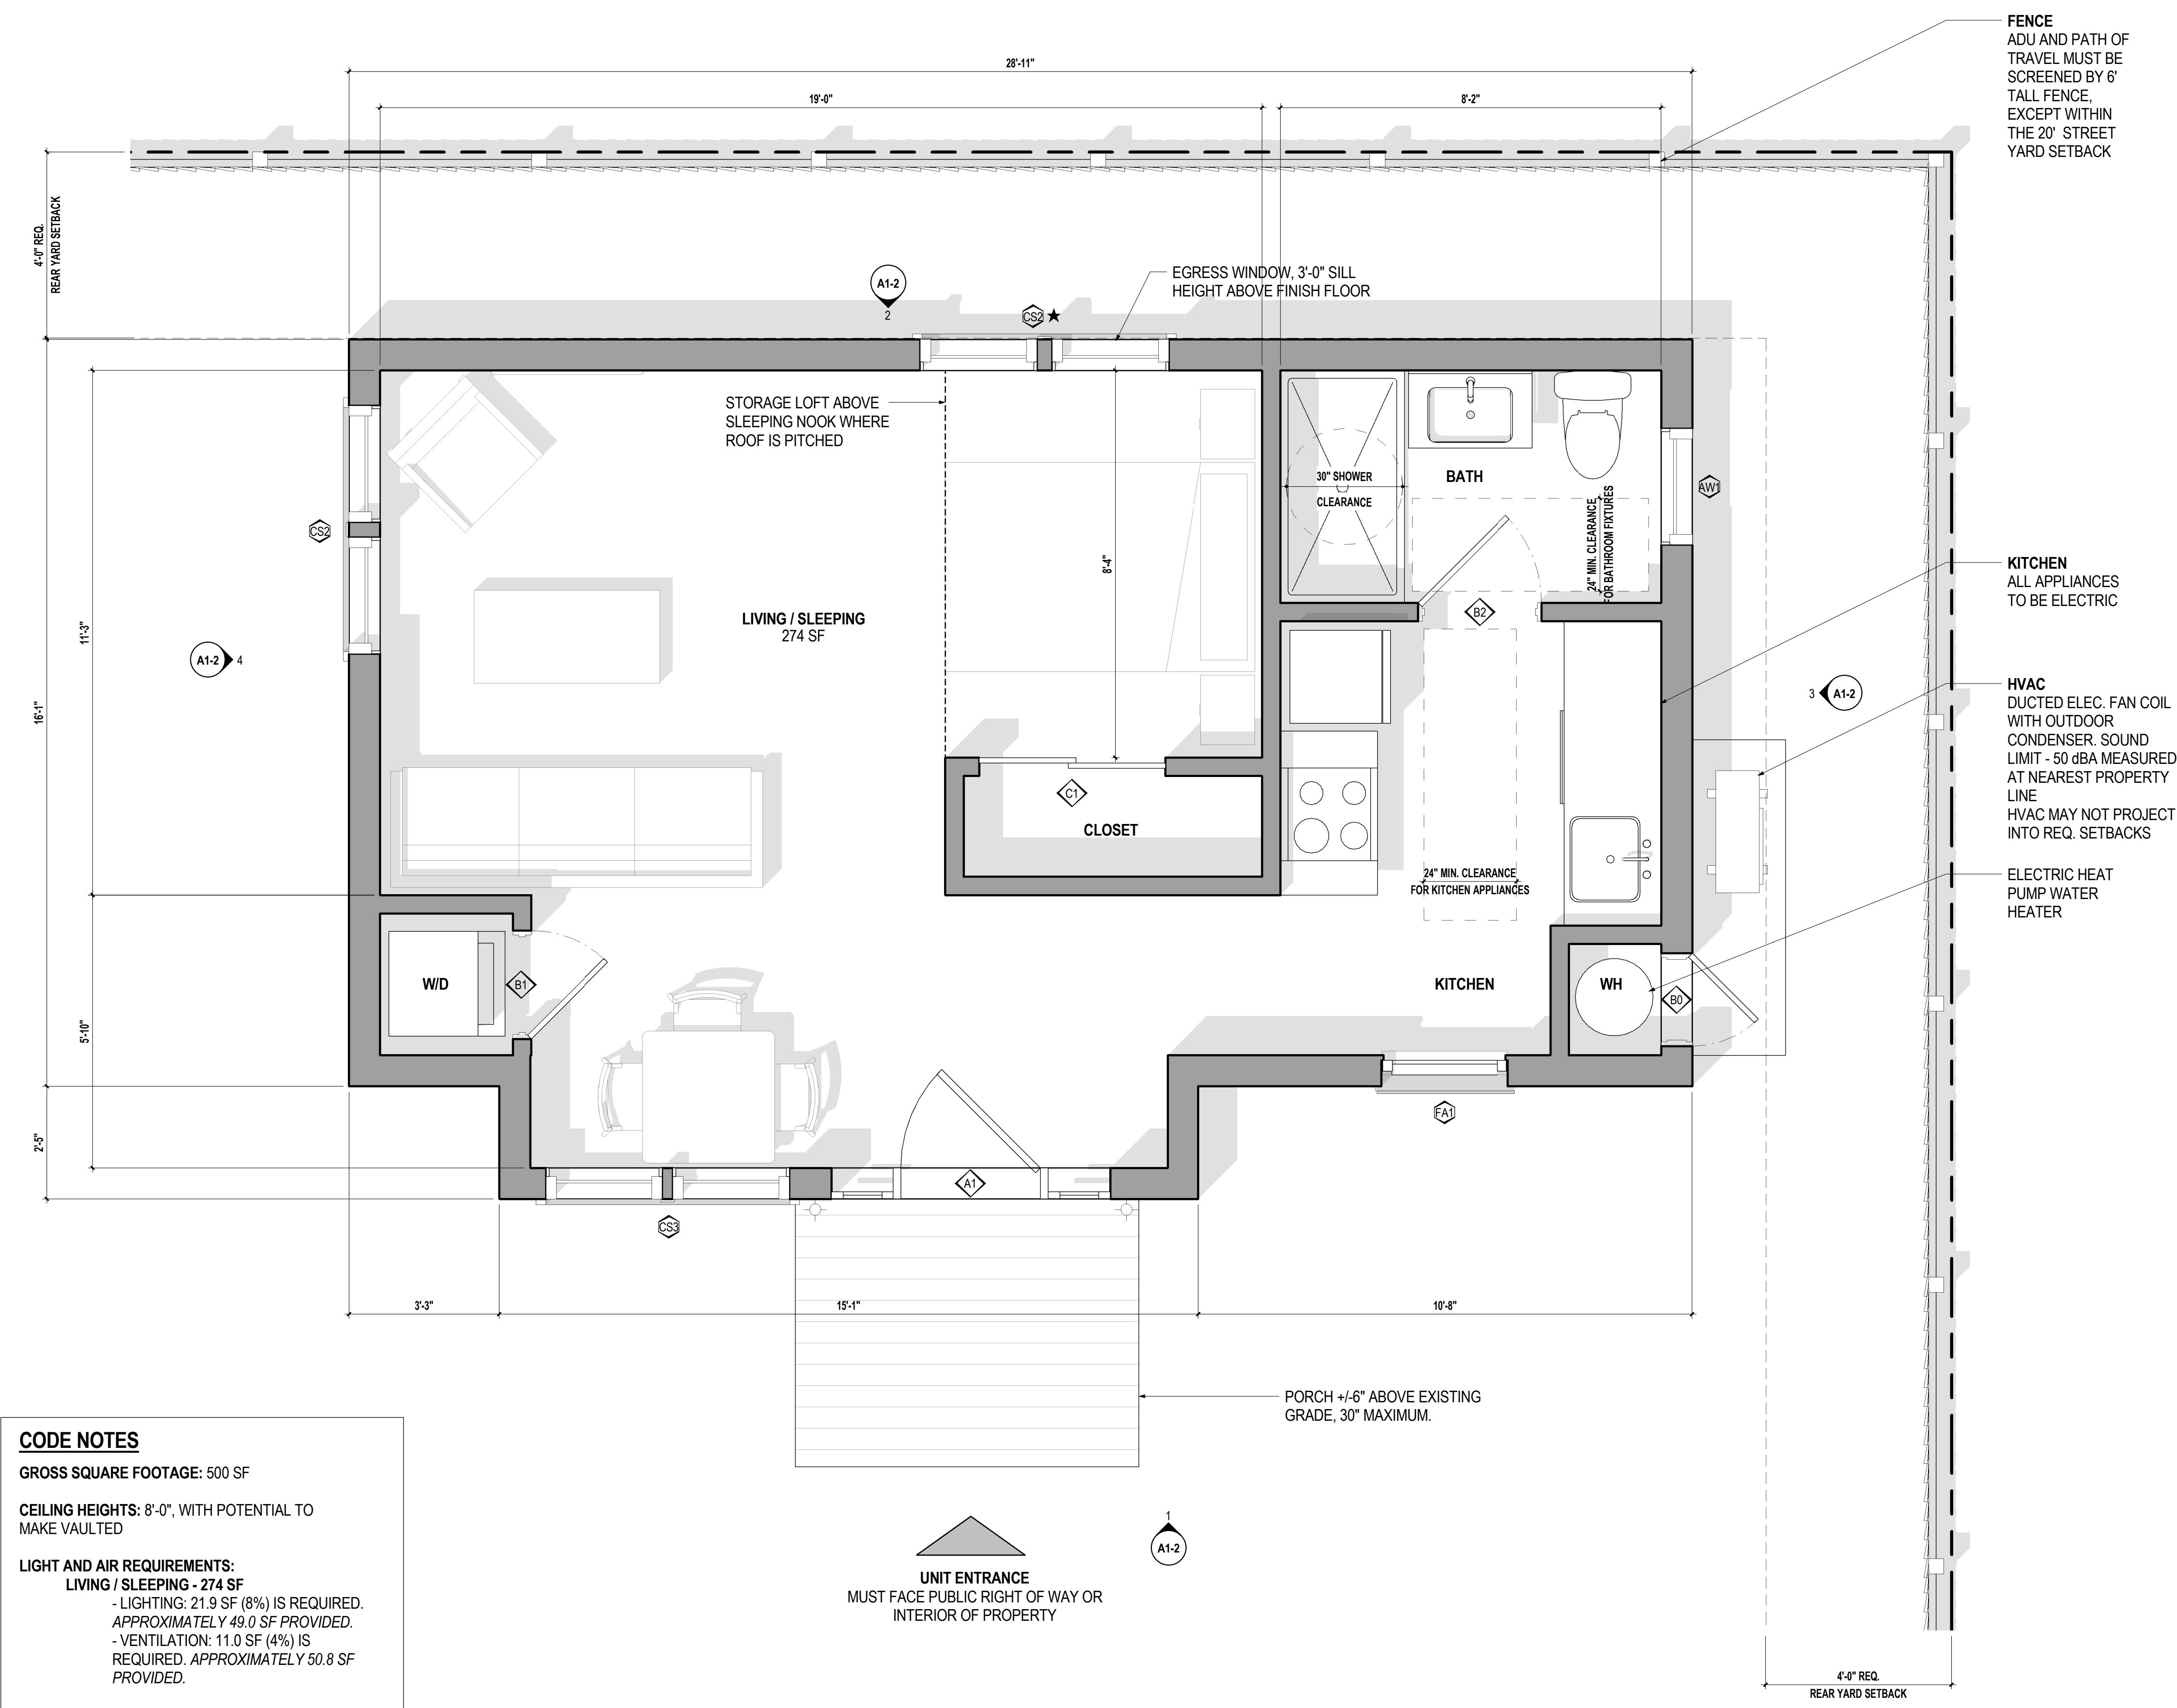 FENCE
ADU AND PATH OF
TRAVEL MUST BE
SCREENED BY 6'
TALL FENCE,
EXCEPT WITHIN
THE 20' STREET
YARD SETBACK
28'-11"
19'-0"
8'-2"
4'-0" REQ.
REAR YARD SETBACK
A1-2
2
CS2
EGRESS WINDOW, 3'-0" SILL
HEIGHT ABOVE FINISH FLOOR
STORAGE LOFT ABOVE
SLEEPING NOOK WHERE
ROOF IS PITCHED
30" SHOWER
CLEARANCE
BATH
24" MIN. CLEARANCE
FOR BATHROOM FIXTURES
AW1
CS2
8'-4"
LIVING / SLEEPING
274 SF
B2
KITCHEN
ALL APPLIANCES
TO BE ELECTRIC
11'-3"
A1-2
4
3
A1-2
HVAC
DUCTED ELEC. FAN COIL
WITH OUTDOOR
CONDENSER. SOUND
LIMIT - 50 dBA MEASURED
AT NEAREST PROPERTY
LINE
HVAC MAY NOT PROJECT
INTO REQ. SETBACKS
16'-1"
C1
CLOSET
24" MIN. CLEARANCE
FOR KITCHEN APPLIANCES
ELECTRIC HEAT
PUMP WATER
HEATER
W/D
B1
KITCHEN
WH
B0
5'-10"
2'-5"
FA1
A1
CS3
3'-3"
15'-1"
10'-8"
PORCH +/-6" ABOVE EXISTING
GRADE, 30" MAXIMUM.
1
A1-2
UNIT ENTRANCE
MUST FACE PUBLIC RIGHT OF WAY OR
INTERIOR OF PROPERTY
4'-0" REQ.
REAR YARD SETBACK
CODE NOTES
GROSS SQUARE FOOTAGE: 500 SF
CEILING HEIGHTS: 8'-0", WITH POTENTIAL TO
MAKE VAULTED
LIGHT AND AIR REQUIREMENTS:
LIVING / SLEEPING - 274 SF
- LIGHTING: 21.9 SF (8%) IS REQUIRED.
APPROXIMATELY 49.0 SF PROVIDED.
- VENTILATION: 11.0 SF (4%) IS
REQUIRED. APPROXIMATELY 50.8 SF
PROVIDED.